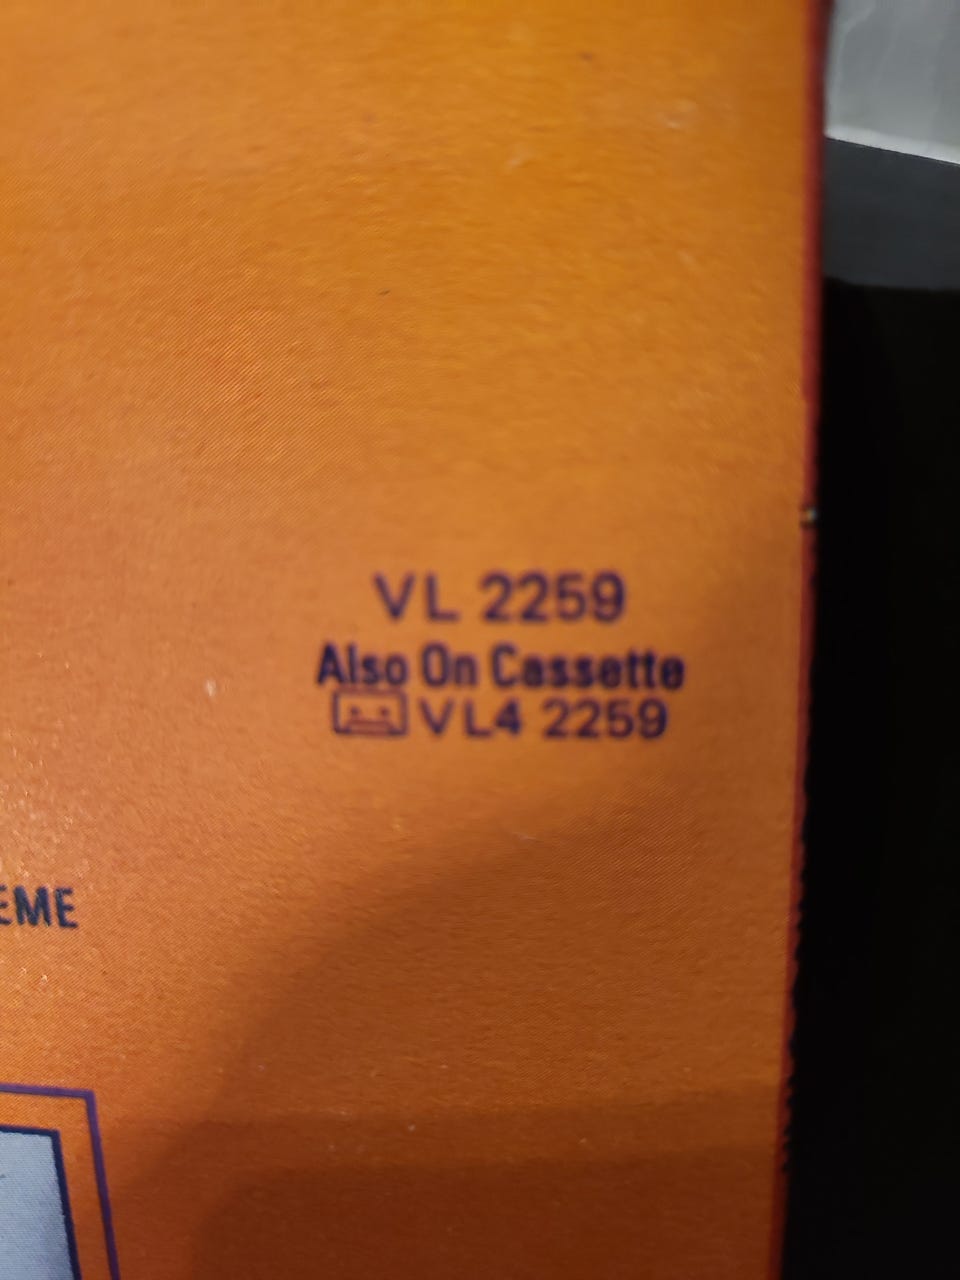 VL 2259
Also On Cassette
VL4 2259
EME